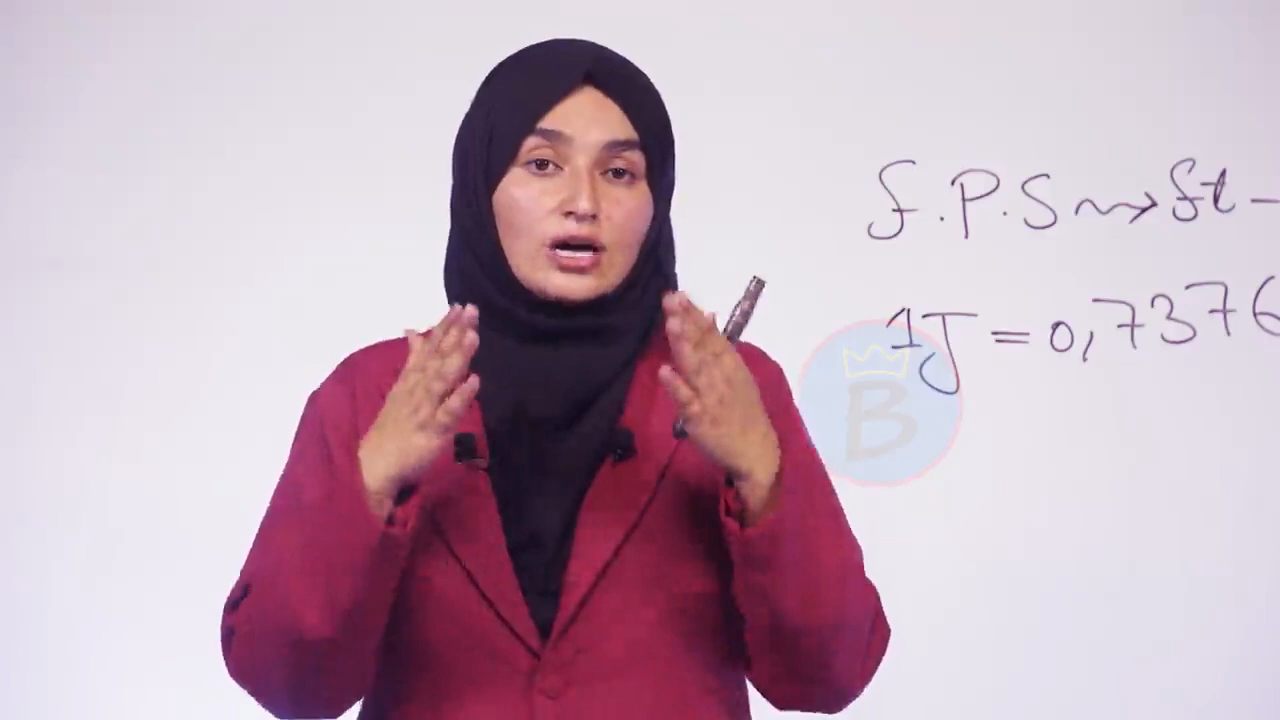 f.P.S ⇝ ft -
1J = 0,7376
B